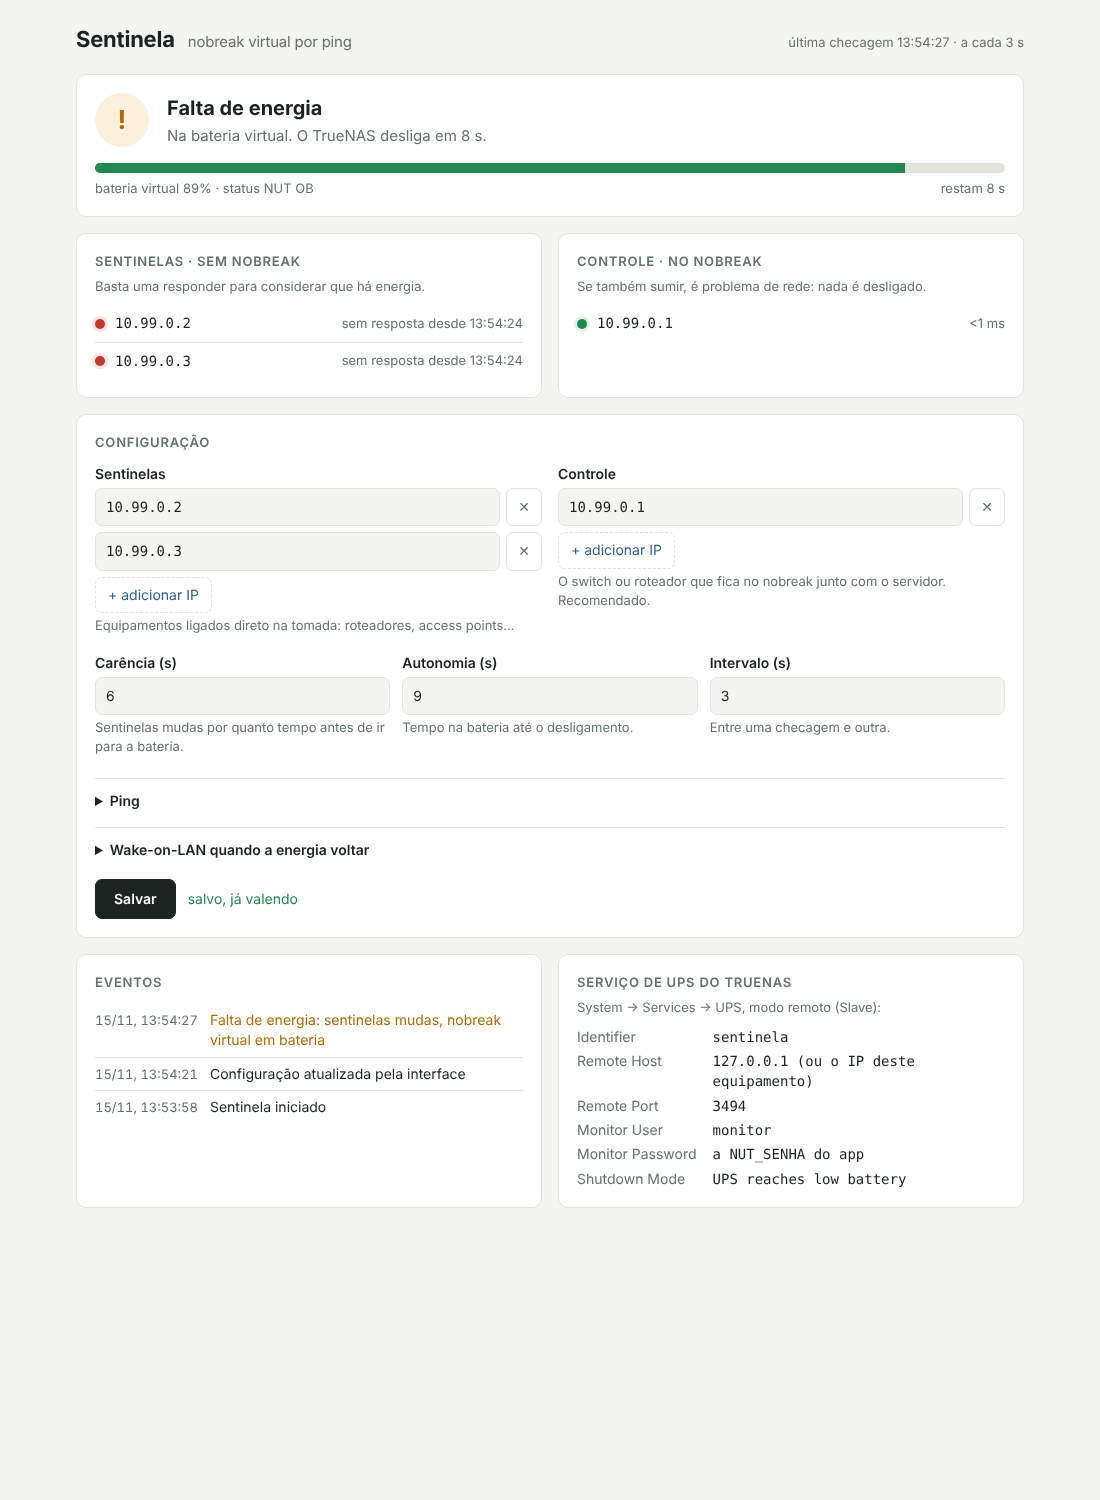 Sentinela nobreak virtual por ping
última checagem 13:54:27 · a cada 3 s
!
Falta de energia
Na bateria virtual. O TrueNAS desliga em 8 s.
bateria virtual 89% · status NUT OB
restam 8 s
SENTINELAS · SEM NOBREAK
Basta uma responder para considerar que há energia.
10.99.0.2 sem resposta desde 13:54:24
10.99.0.3 sem resposta desde 13:54:24
CONTROLE · NO NOBREAK
Se também sumir, é problema de rede: nada é desligado.
10.99.0.1 <1 ms
CONFIGURAÇÃO
Sentinelas
10.99.0.2 ✕
10.99.0.3 ✕
+ adicionar IP
Equipamentos ligados direto na tomada: roteadores, access points…
Controle
10.99.0.1 ✕
+ adicionar IP
O switch ou roteador que fica no nobreak junto com o servidor.
Recomendado.
Carência (s)
6
Sentinelas mudas por quanto tempo antes de ir
para a bateria.
Autonomia (s)
9
Tempo na bateria até o desligamento.
Intervalo (s)
3
Entre uma checagem e outra.
▶ Ping
▶ Wake-on-LAN quando a energia voltar
Salvar salvo, já valendo
EVENTOS
15/11, 13:54:27 Falta de energia: sentinelas mudas, nobreak
virtual em bateria
15/11, 13:54:21 Configuração atualizada pela interface
15/11, 13:53:58 Sentinela iniciado
SERVIÇO DE UPS DO TRUENAS
System → Services → UPS, modo remoto (Slave):
Identifier sentinela
Remote Host 127.0.0.1 (ou o IP deste
equipamento)
Remote Port 3494
Monitor User monitor
Monitor Password a NUT_SENHA do app
Shutdown Mode UPS reaches low battery